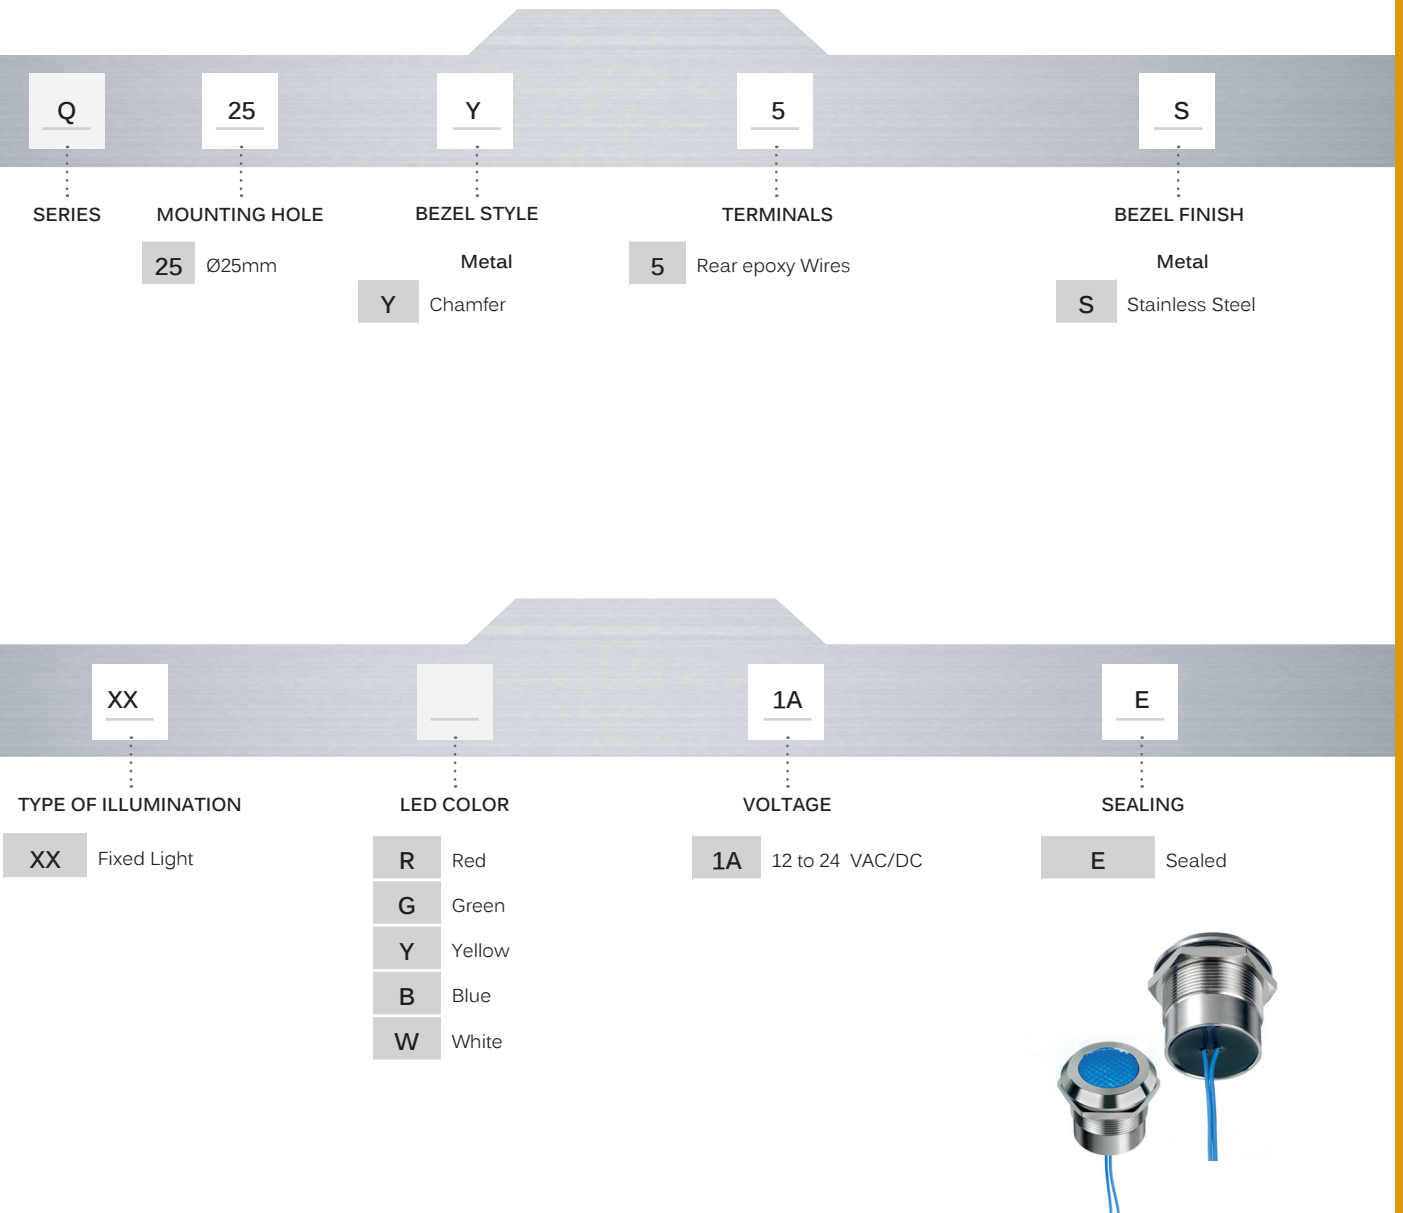 Q 25 Y 5 S
SERIES MOUNTING HOLE BEZEL STYLE TERMINALS BEZEL FINISH
25 Ø25mm Metal 5 Rear epoxy Wires Metal
Y Chamfer S Stainless Steel
XX 1A E
TYPE OF ILLUMINATION LED COLOR VOLTAGE SEALING
XX Fixed Light R Red 1A 12 to 24 VAC/DC E Sealed
G Green
Y Yellow
B Blue
W White